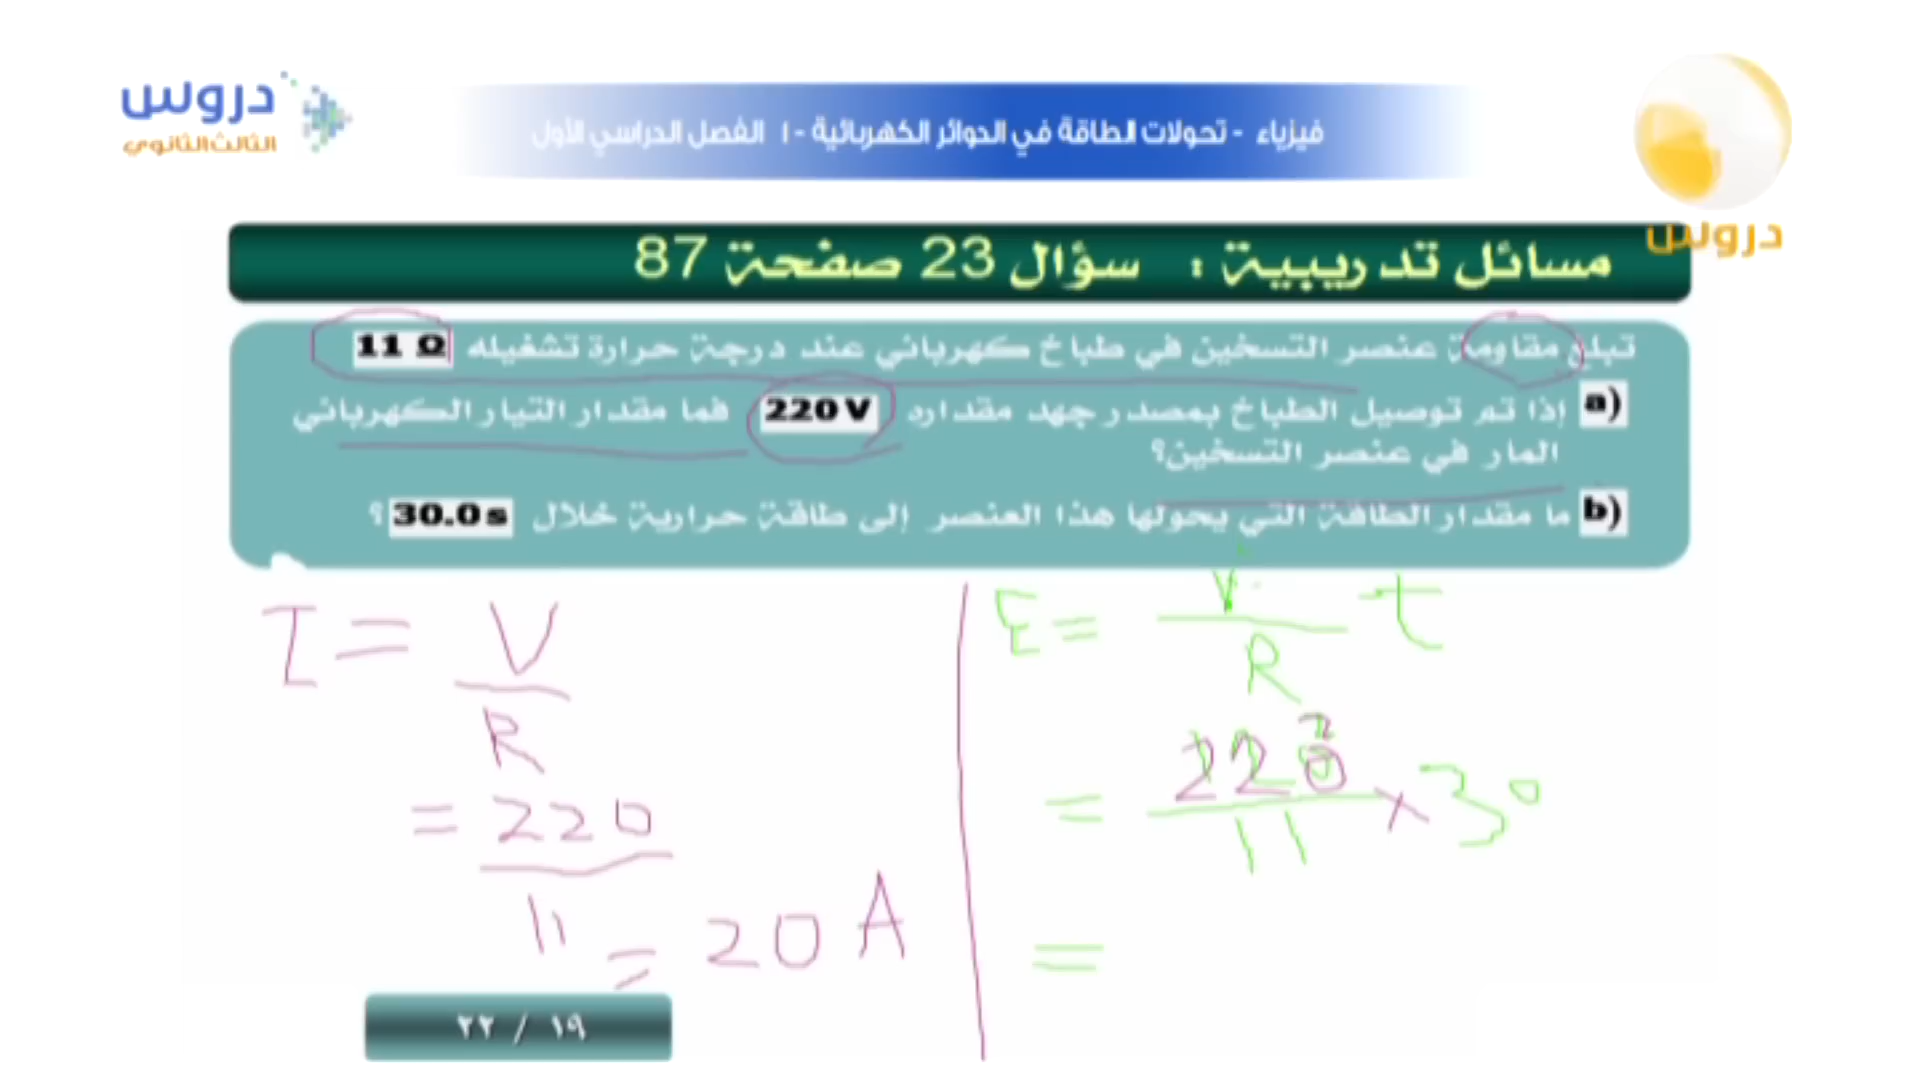 دروس
الثالث الثانوي
فيزياء - تحولات الطاقة في الدوائر الكهربائية - ١ الفصل الدراسي الأول
دروس
مسائل تدريبية : سؤال 23 صفحة 87
تبلغ مقاومة عنصر التسخين في طباخ كهربائي عند درجة حرارة تشغيله 11 Ω
a) إذا تم توصيل الطباخ بمصدر جهد مقداره 220 V فما مقدار التيار الكهربائي
المار في عنصر التسخين؟
b) ما مقدار الطاقة التي يحولها هذا العنصر إلى طاقة حرارية خلال 30.0 s ؟
I = V
R
= 220
11
= 20 A
E = V t
R
= 220² × 30
11
=
١٩ / ٢٢